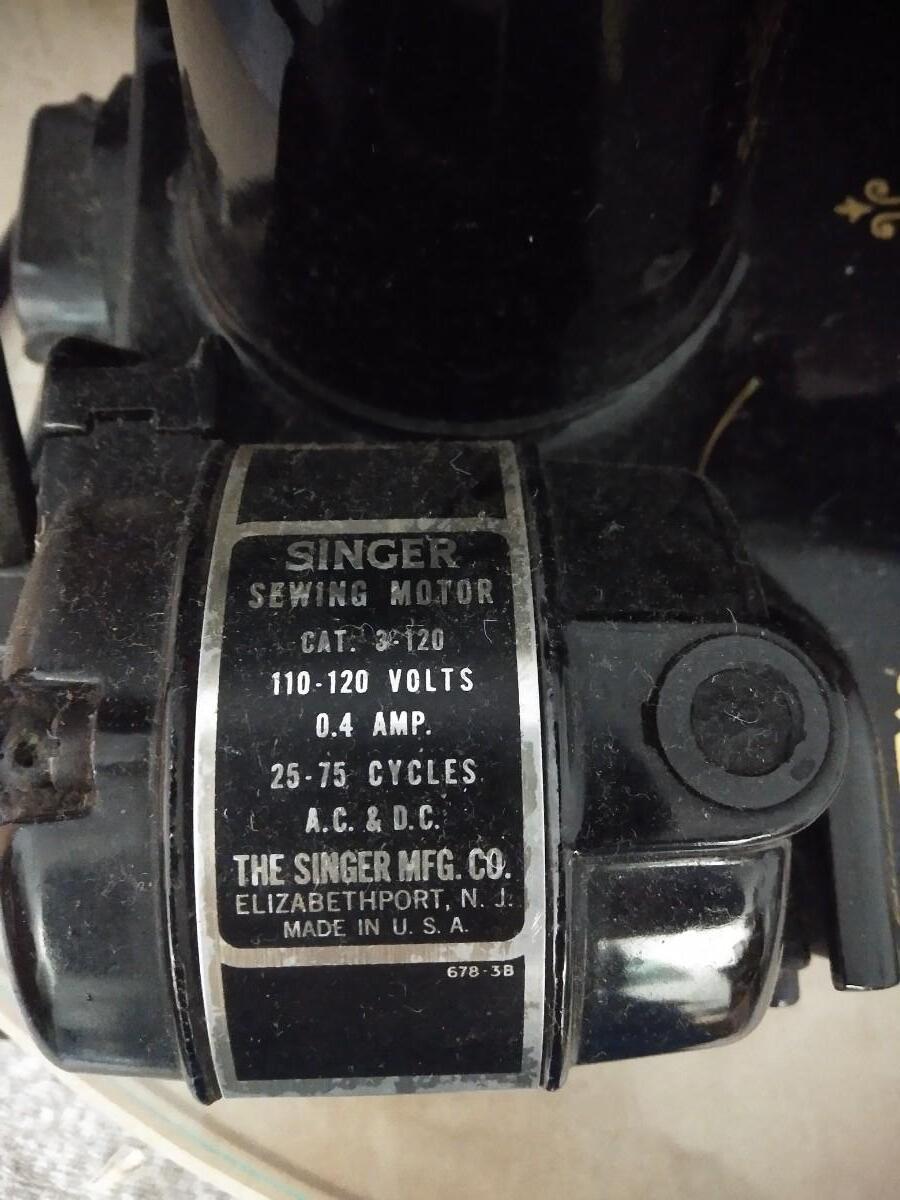 SINGER
SEWING MOTOR
CAT. 3-120
110-120 VOLTS
0.4 AMP.
25-75 CYCLES
A.C. & D.C.
THE SINGER MFG. CO.
ELIZABETHPORT, N. J.
MADE IN U. S. A.
678-3B